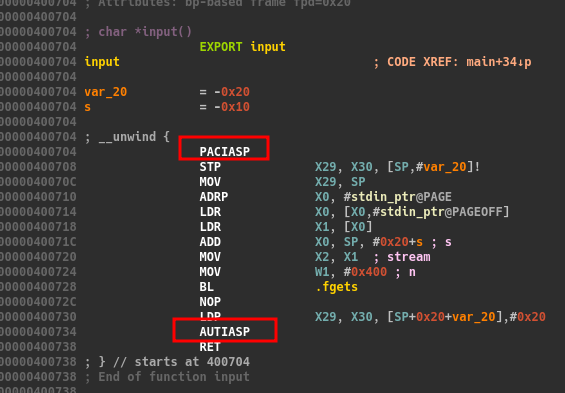 00000400704 ; Attributes: bp-based frame fpd=0x20
00000400704
00000400704 ; char *input()
00000400704 EXPORT input
00000400704 input ; CODE XREF: main+34↓p
00000400704
00000400704 var_20 = -0x20
00000400704 s = -0x10
00000400704
00000400704 ; __unwind {
00000400704 PACIASP
00000400708 STP X29, X30, [SP,#var_20]!
0000040070C MOV X29, SP
00000400710 ADRP X0, #stdin_ptr@PAGE
00000400714 LDR X0, [X0,#stdin_ptr@PAGEOFF]
00000400718 LDR X1, [X0]
0000040071C ADD X0, SP, #0x20+s ; s
00000400720 MOV X2, X1 ; stream
00000400724 MOV W1, #0x400 ; n
00000400728 BL .fgets
0000040072C NOP
00000400730 LDP X29, X30, [SP+0x20+var_20],#0x20
00000400734 AUTIASP
00000400738 RET
00000400738 ; } // starts at 400704
00000400738 ; End of function input
00000400738